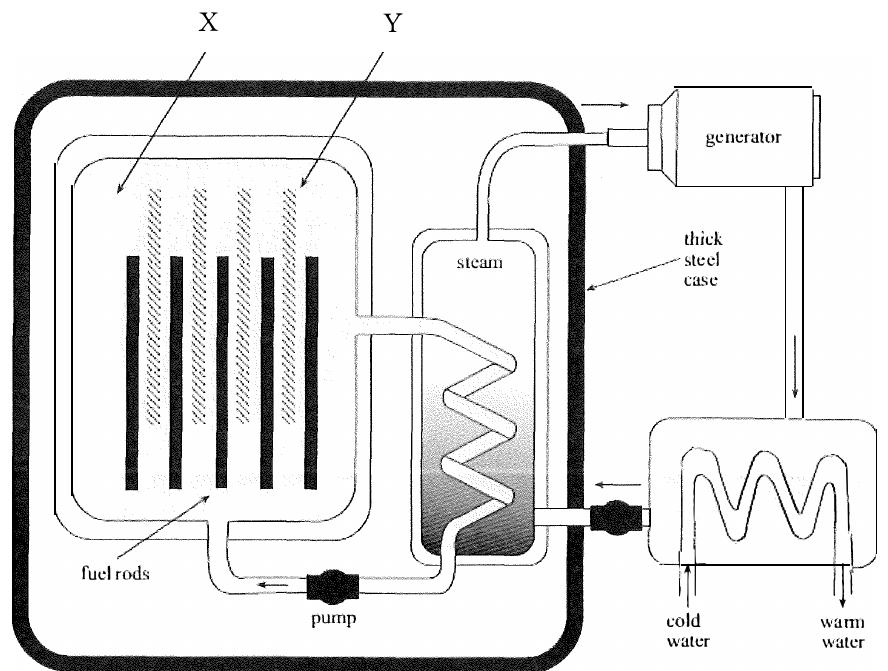 X
Y
generator
thick
steel
case
steam
fuel rods
pump
cold
water
warm
water